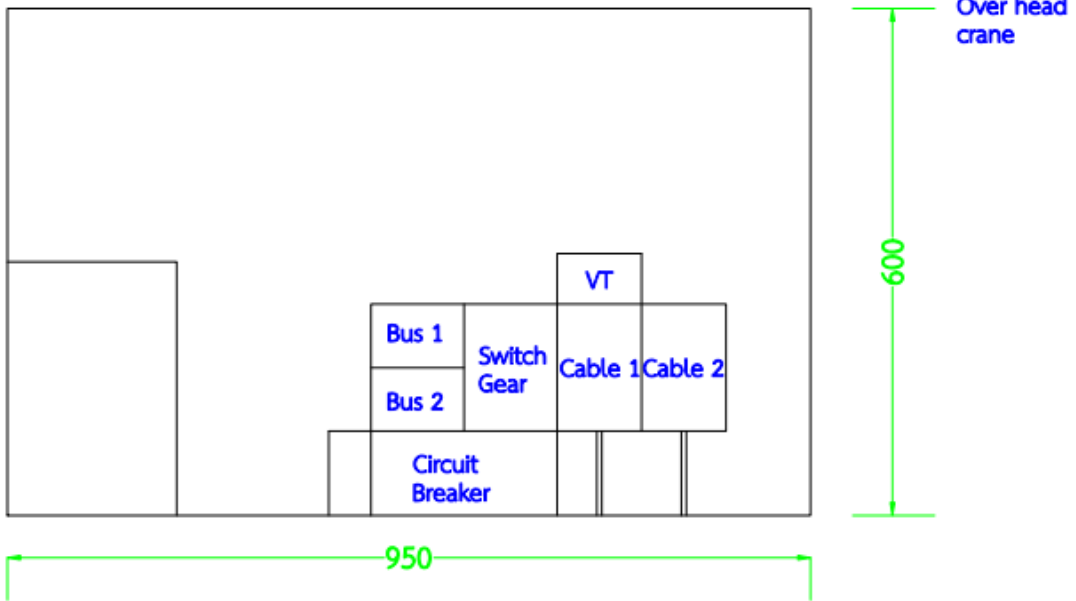 Over head
crane
VT
Bus 1
Switch
Gear
Cable 1
Cable 2
Bus 2
Circuit
Breaker
600
950